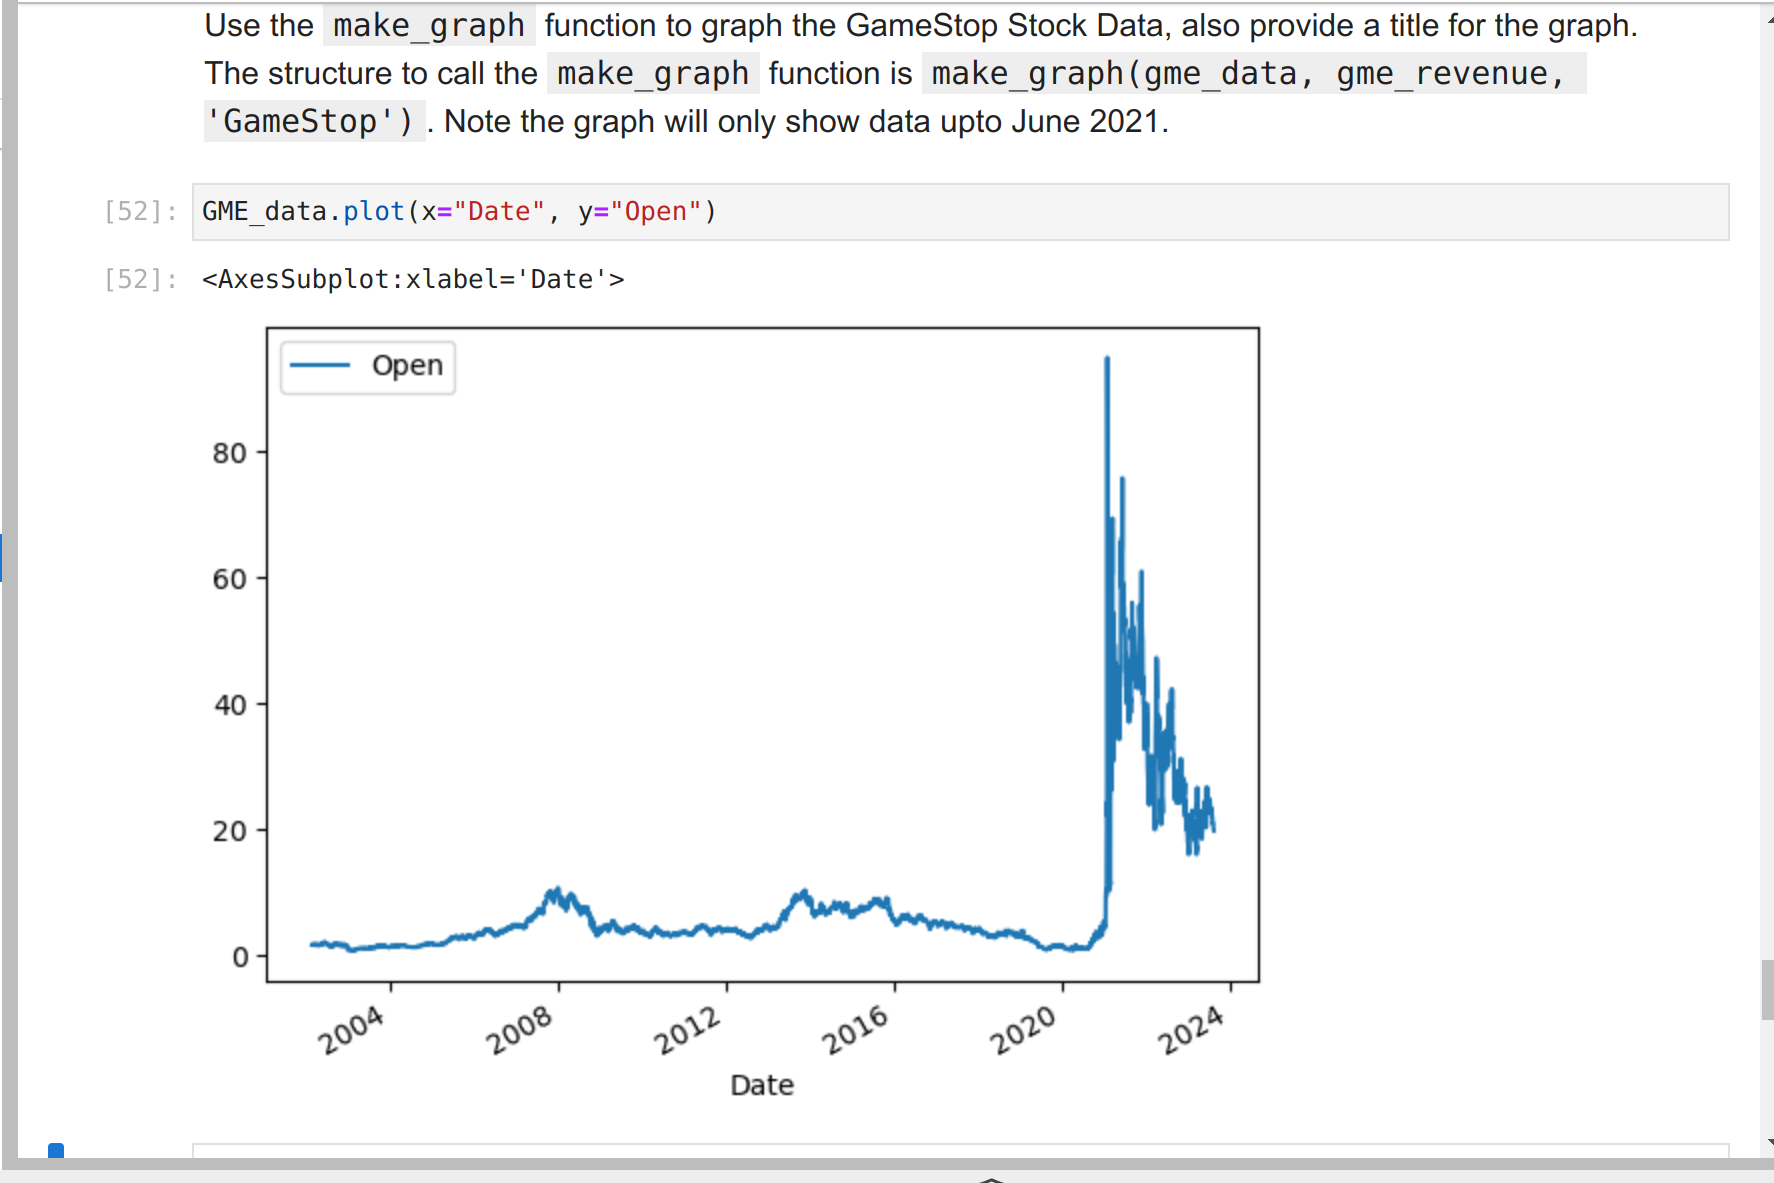 Use the make_graph function to graph the GameStop Stock Data, also provide a title for the graph.
The structure to call the make_graph function is make_graph(gme_data, gme_revenue,
'GameStop') . Note the graph will only show data upto June 2021.
[52]: GME_data.plot(x="Date", y="Open")
[52]: <AxesSubplot:xlabel='Date'>
Open
80
60
40
20
0
2004 2008 2012 2016 2020 2024
Date